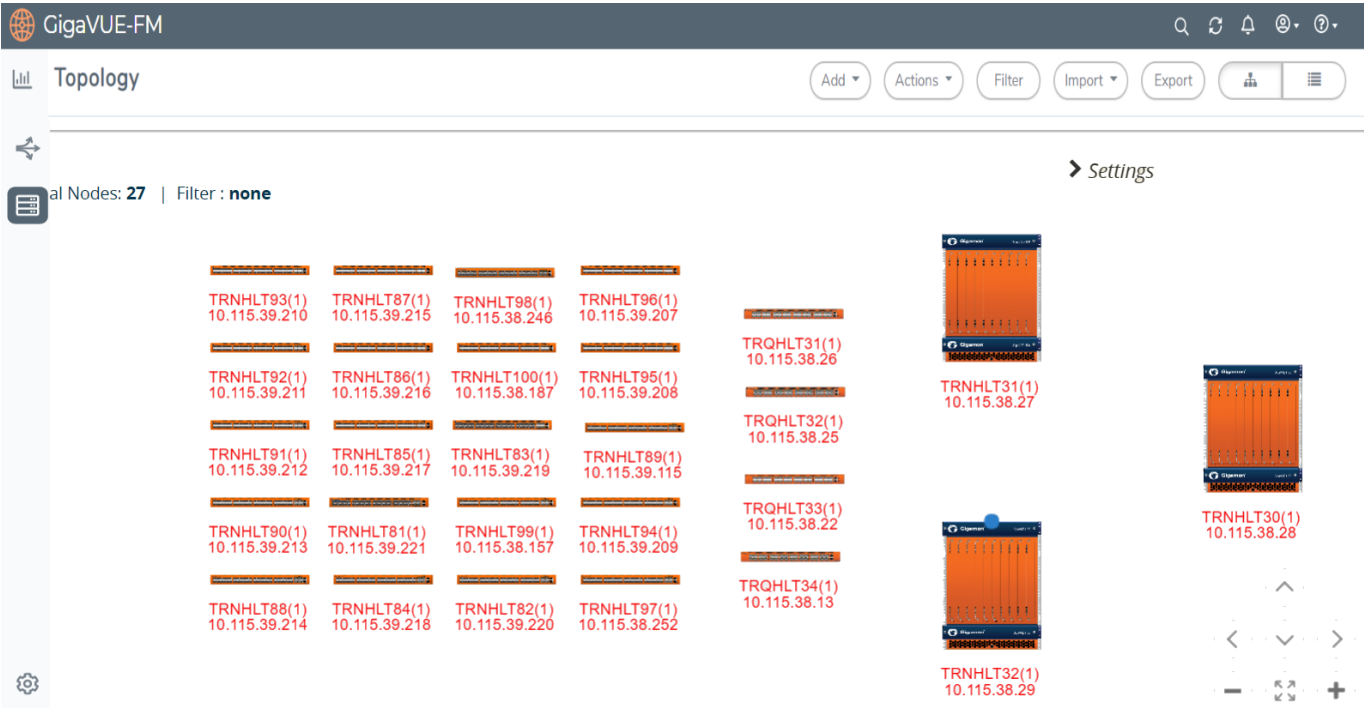 GigaVUE-FM
Topology
Add
Actions
Filter
Import
Export
Settings
al Nodes: 27 | Filter : none
TRNHLT93(1)
10.115.39.210
TRNHLT87(1)
10.115.39.215
TRNHLT98(1)
10.115.38.246
TRNHLT96(1)
10.115.39.207
TRNHLT92(1)
10.115.39.211
TRNHLT86(1)
10.115.39.216
TRNHLT100(1)
10.115.38.187
TRNHLT95(1)
10.115.39.208
TRNHLT91(1)
10.115.39.212
TRNHLT85(1)
10.115.39.217
TRNHLT83(1)
10.115.39.219
TRNHLT89(1)
10.115.39.115
TRNHLT90(1)
10.115.39.213
TRNHLT81(1)
10.115.39.221
TRNHLT99(1)
10.115.38.157
TRNHLT94(1)
10.115.39.209
TRNHLT88(1)
10.115.39.214
TRNHLT84(1)
10.115.39.218
TRNHLT82(1)
10.115.39.220
TRNHLT97(1)
10.115.38.252
TRQHLT31(1)
10.115.38.26
TRQHLT32(1)
10.115.38.25
TRQHLT33(1)
10.115.38.22
TRQHLT34(1)
10.115.38.13
Gigamon
Gigamon
TRNHLT31(1)
10.115.38.27
Gigamon
Gigamon
TRNHLT32(1)
10.115.38.29
Gigamon
Gigamon
TRNHLT30(1)
10.115.38.28